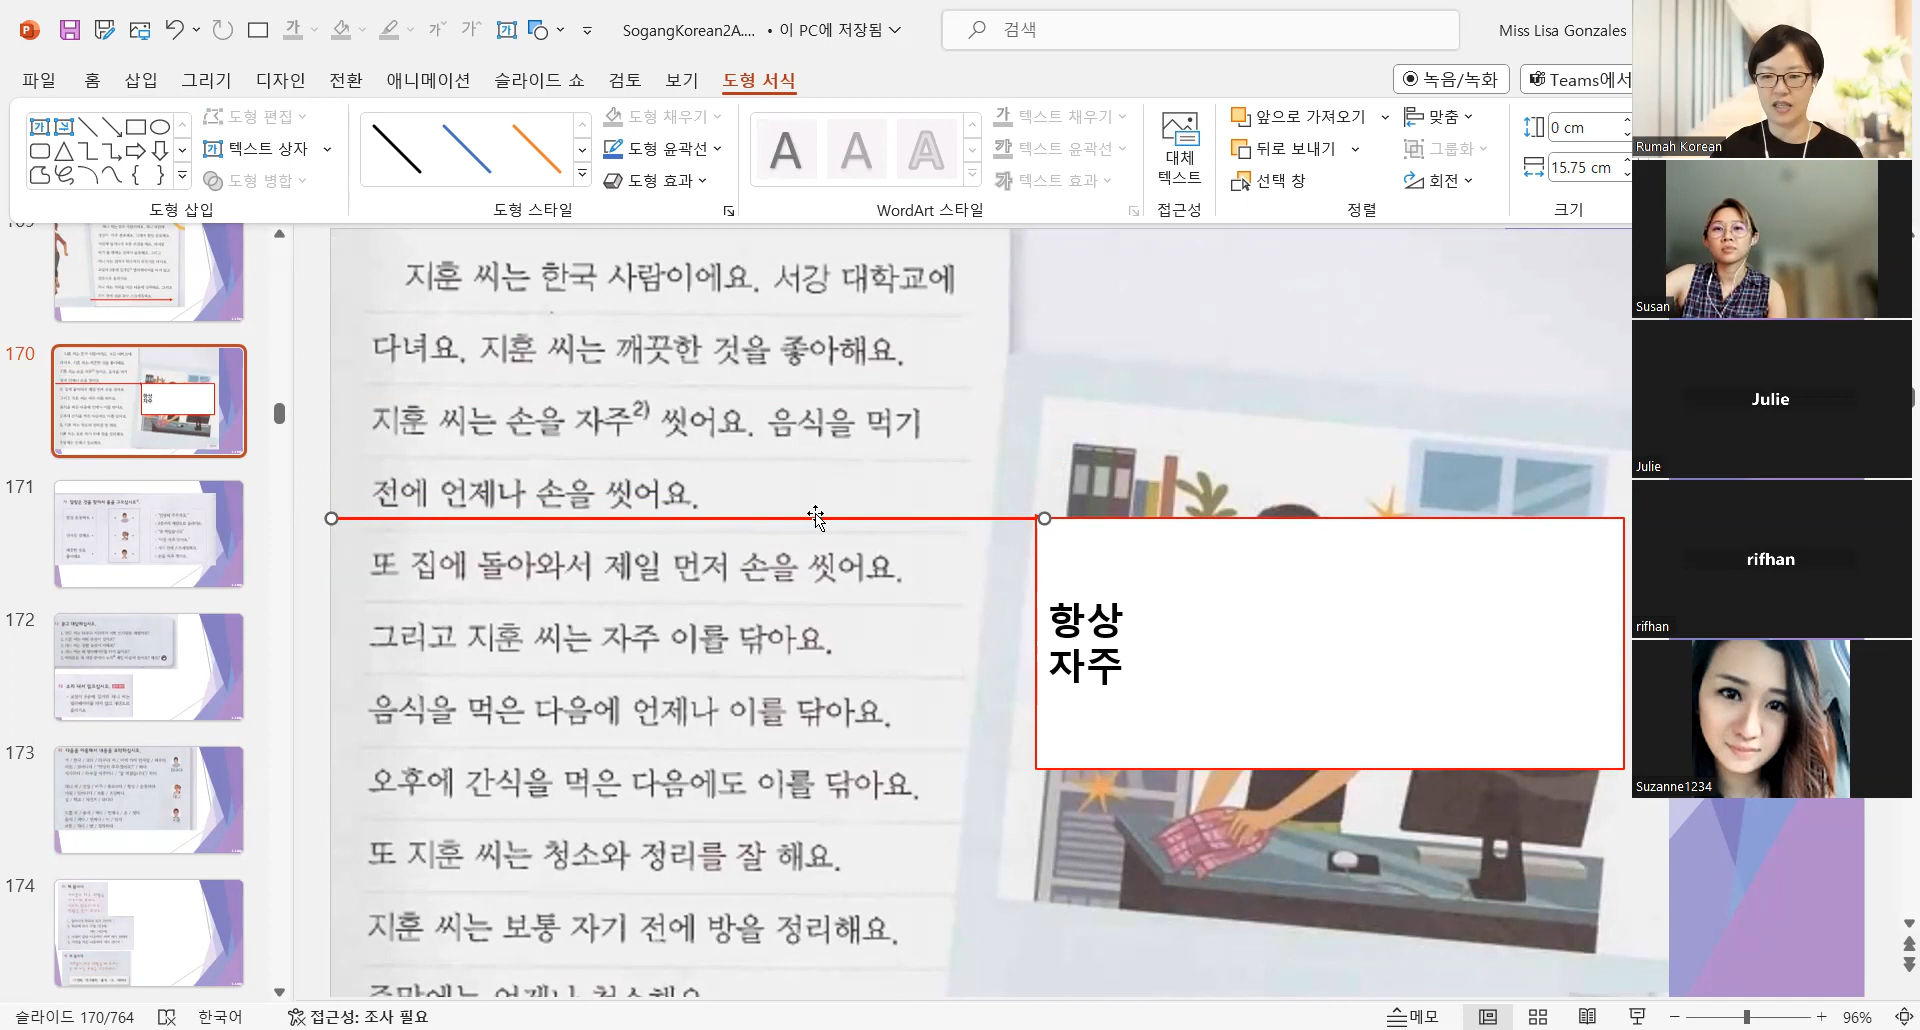 SogangKorean2A.... • 이 PC에 저장됨
검색
Miss Lisa Gonzales
파일 홈 삽입 그리기 디자인 전환 애니메이션 슬라이드 쇼 검토 보기 도형 서식
녹음/녹화
Teams에서
도형 편집
텍스트 상자
도형 병합
도형 삽입
도형 채우기
도형 윤곽선
도형 효과
도형 스타일
텍스트 채우기
텍스트 윤곽선
텍스트 효과
WordArt 스타일
대체
텍스트
접근성
앞으로 가져오기
뒤로 보내기
선택 창
맞춤
그룹화
회전
정렬
0 cm
15.75 cm
크기
170
171
172
173
174
지훈 씨는 한국 사람이에요. 서강 대학교에
다녀요. 지훈 씨는 깨끗한 것을 좋아해요.
지훈 씨는 손을 자주2) 씻어요. 음식을 먹기
전에 언제나 손을 씻어요.
또 집에 돌아와서 제일 먼저 손을 씻어요.
그리고 지훈 씨는 자주 이를 닦아요.
음식을 먹은 다음에 언제나 이를 닦아요.
오후에 간식을 먹은 다음에도 이를 닦아요.
또 지훈 씨는 청소와 정리를 잘 해요.
지훈 씨는 보통 자기 전에 방을 정리해요.
항상
자주
Rumah Korean
Susan
Julie
Julie
rifhan
rifhan
Suzanne1234
슬라이드 170/764
한국어
접근성: 조사 필요
메모
96%